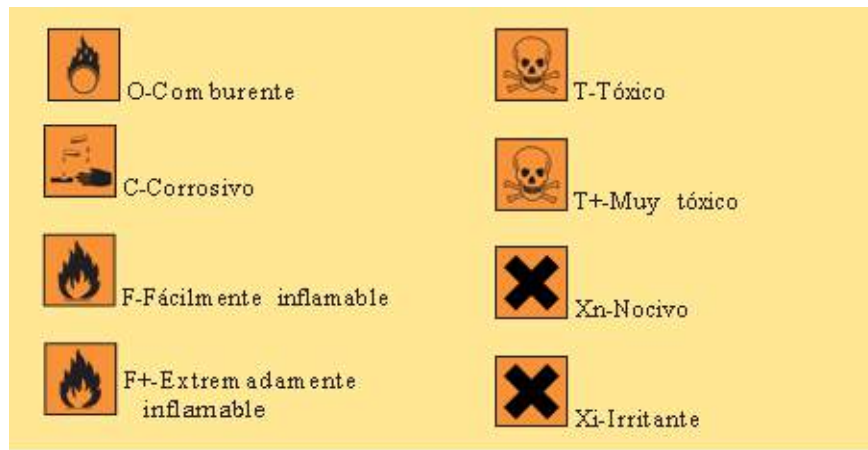 O-Comburente
C-Corrosivo
F-Fácilmente inflamable
F+-Extremadamente
inflamable
T-Tóxico
T+-Muy tóxico
Xn-Nocivo
Xi-Irritante